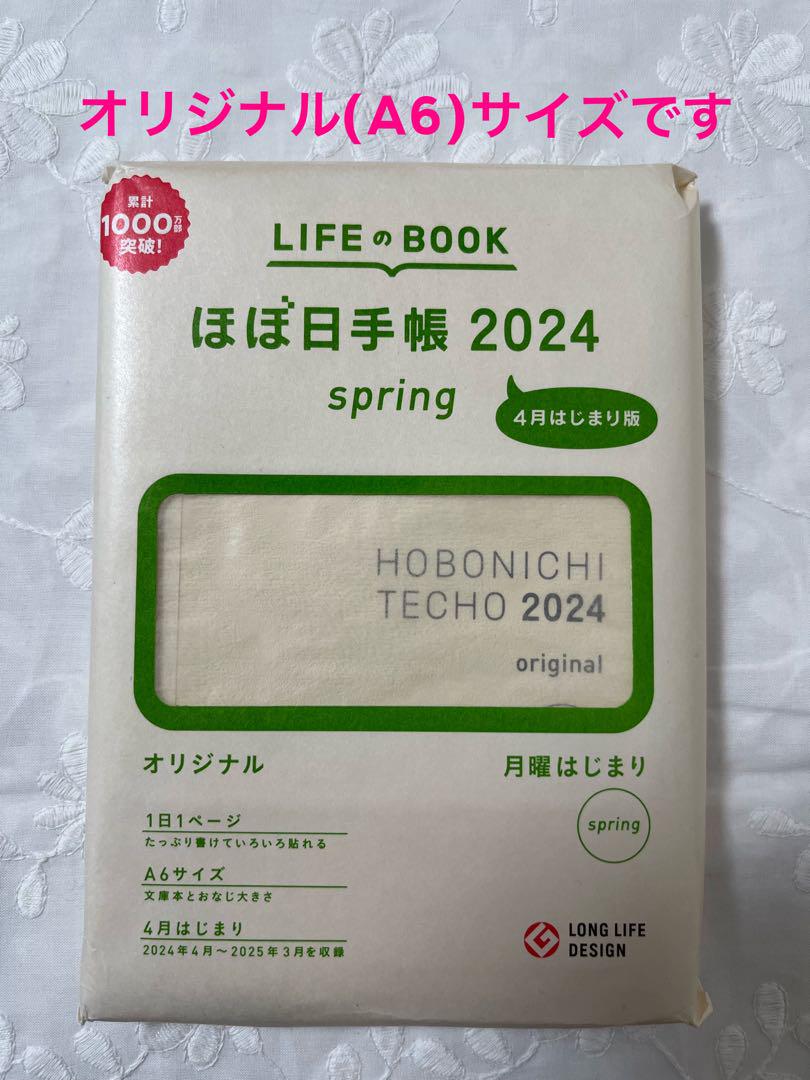 オリジナル(A6)サイズです
累計
1000万部
突破!
LIFEのBOOK
ほぼ日手帳 2024
spring
4月はじまり版
HOBONICHI
TECHO 2024
original
オリジナル
月曜はじまり
spring
1日1ページ
たっぷり書けていろいろ貼れる
A6サイズ
文庫本とおなじ大きさ
4月はじまり
2024年4月〜2025年3月を収録
LONG LIFE
DESIGN